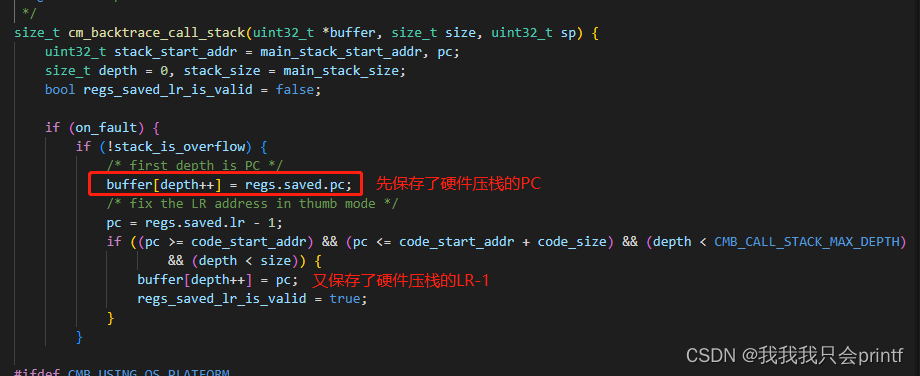 */
size_t cm_backtrace_call_stack(uint32_t *buffer, size_t size, uint32_t sp) {
uint32_t stack_start_addr = main_stack_start_addr, pc;
size_t depth = 0, stack_size = main_stack_size;
bool regs_saved_lr_is_valid = false;
if (on_fault) {
if (!stack_is_overflow) {
/* first depth is PC */
buffer[depth++] = regs.saved.pc; 先保存了硬件压栈的PC
/* fix the LR address in thumb mode */
pc = regs.saved.lr - 1;
if ((pc >= code_start_addr) && (pc <= code_start_addr + code_size) && (depth < CMB_CALL_STACK_MAX_DEPTH)
&& (depth < size)) {
buffer[depth++] = pc; 又保存了硬件压栈的LR-1
regs_saved_lr_is_valid = true;
}
}
#ifdef CMB_USING_OS_PLATFORM
CSDN @我我我只会printf